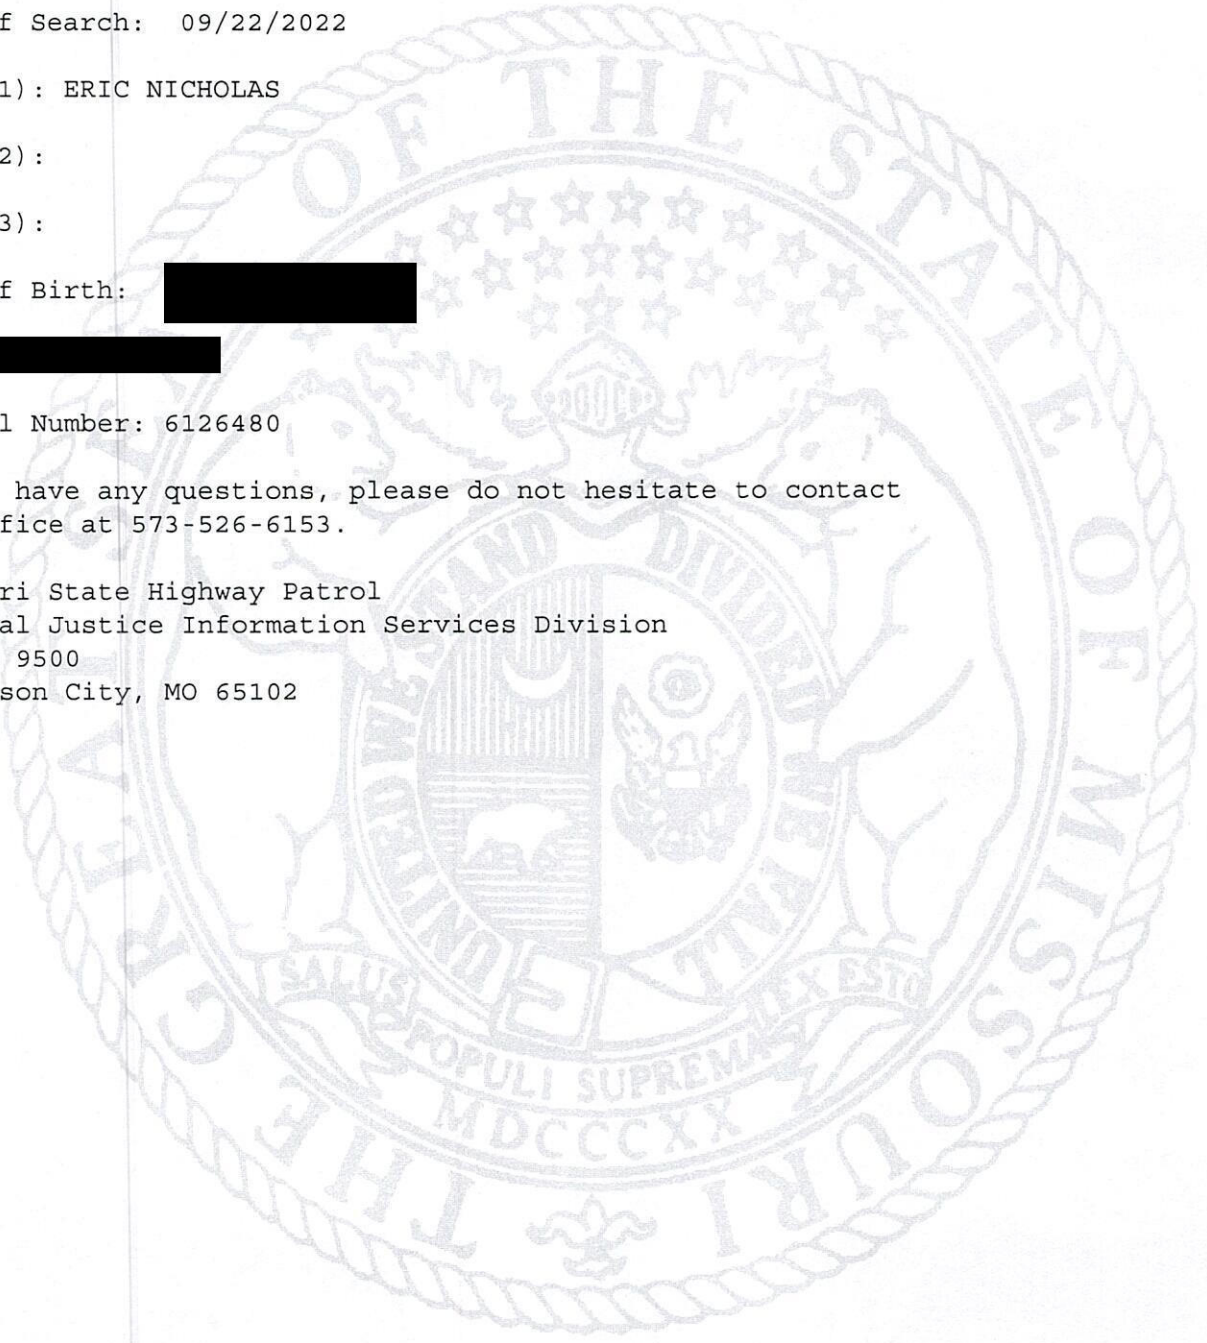 f Search: 09/22/2022
1): ERIC NICHOLAS
2):
3):
f Birth:
l Number: 6126480
have any questions, please do not hesitate to contact
fice at 573-526-6153.
ri State Highway Patrol
al Justice Information Services Division
9500
son City, MO 65102
THE GREAT SEAL OF THE STATE OF MISSOURI
UNITED WE STAND DIVIDED WE FALL
SALUS POPULI SUPREMA LEX ESTO
MDCCCXX